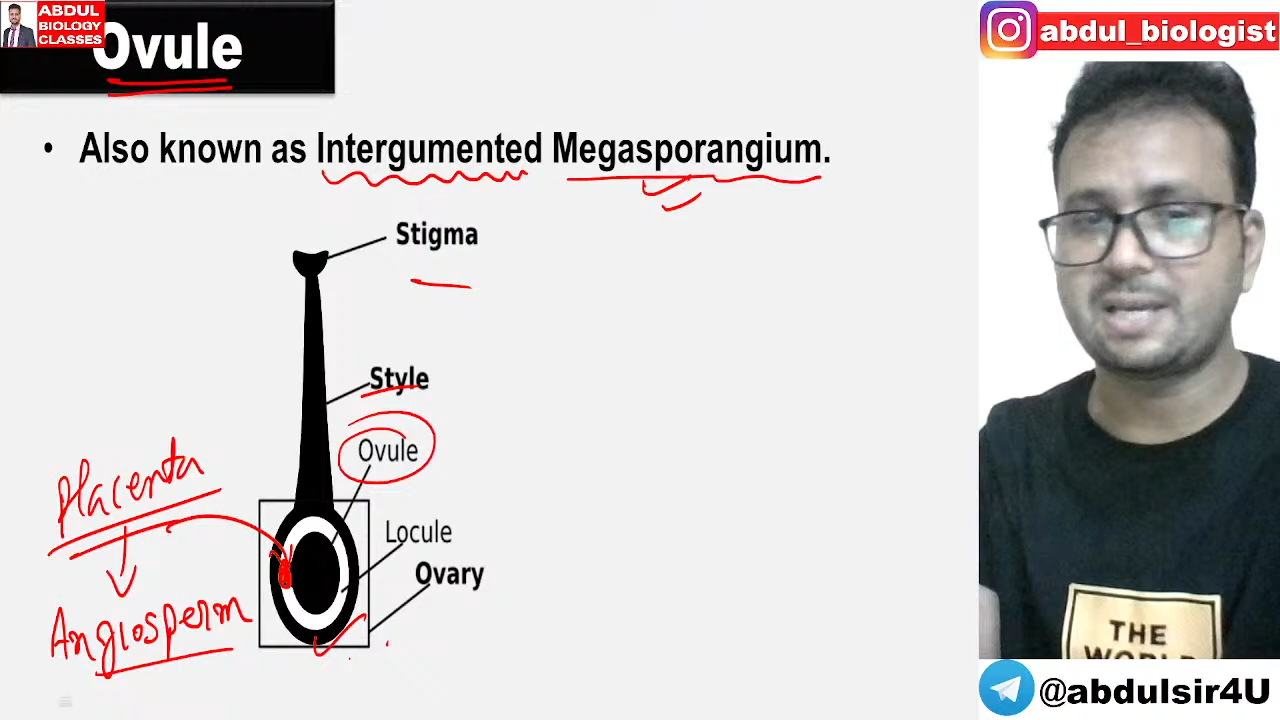 ABDUL
BIOLOGY
CLASSES
Ovule
abdul_biologist
• Also known as Intergumented Megasporangium.
Stigma
Style
Ovule
Placenta
Locule
Ovary
Angiosperm
THE
WORLD
@abdulsir4U